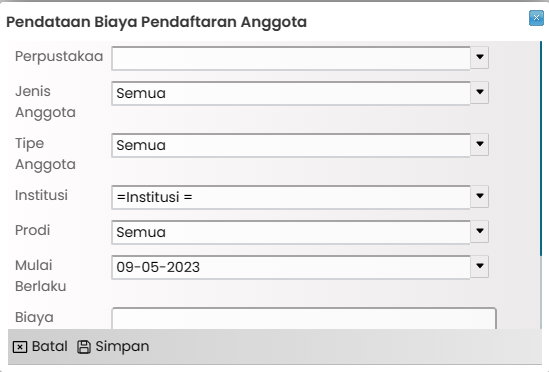 Pendataan Biaya Pendaftaran Anggota
Perpustakaa
Jenis Semua
Anggota
Tipe Semua
Anggota
Institusi =Institusi =
Prodi Semua
Mulai 09-05-2023
Berlaku
Biaya
Batal Simpan